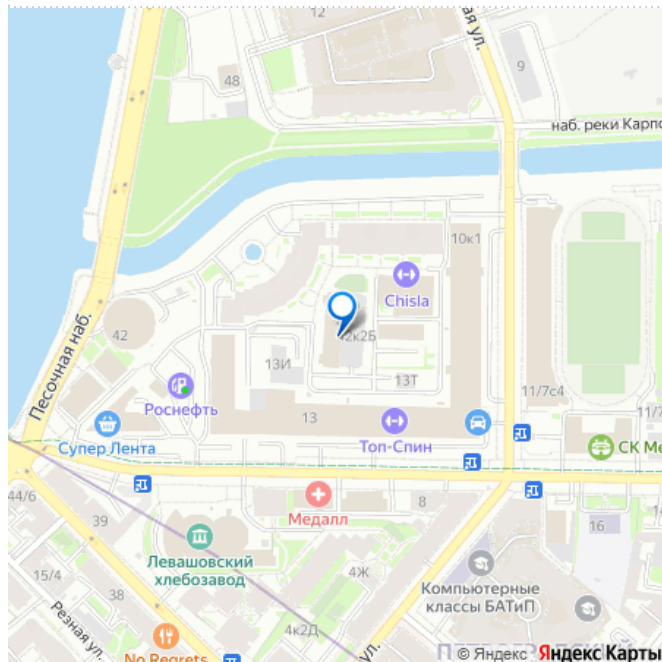 12
ая ул.
9
48
наб. реки Карпо
10к1
Chisla
42
42к2Б
Песочная наб.
13И
13Т
Роснефть
11/7с4
11/7
13
Топ-Спин
Супер Лента
СК Ме
44/6
Медалл
8
39
16
Левашовский
хлебозавод
4Ж
15/4
38
Компьютерные
классы БАТиП
Резная ул.
4к2Д
No Regrets
ул.
© Яндекс Яндекс Карты